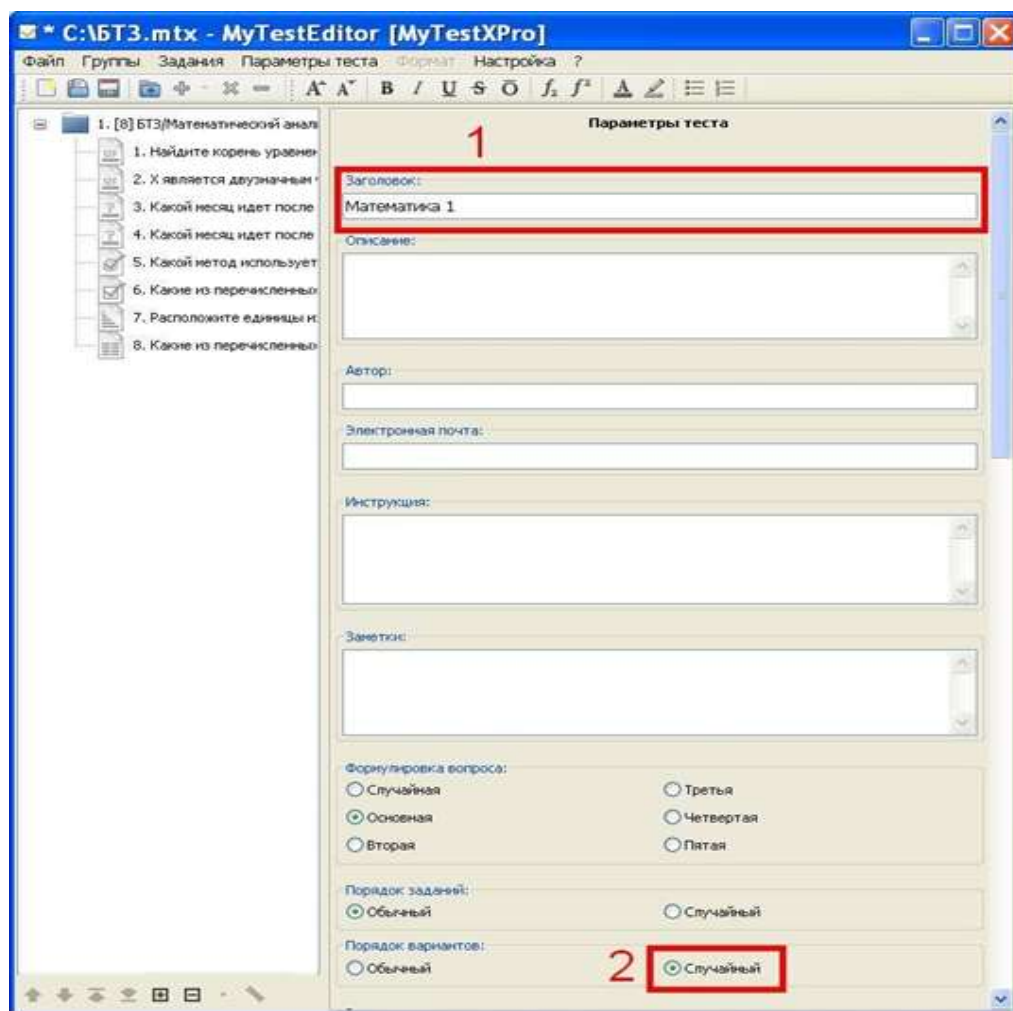 * C:\БТЗ.mtx - MyTestEditor [MyTestXPro]
Файл Группы Задания Параметры теста Формат Настройка ?
1. [8] БТЗ/Математический анал
1. Найдите корень уравнен
2. Х является двузначным
3. Какой месяц идет после
4. Какой месяц идет после
5. Какой метод использует
6. Какие из перечисленных
7. Расположите единицы и
8. Какие из перечисленных
Параметры теста
1
Заголовок:
Математика 1
Описание:
Автор:
Электронная почта:
Инструкция:
Заметки:
Формулировка вопроса:
Случайная Третья
Основная Четвертая
Вторая Пятая
Порядок заданий:
Обычный Случайный
Порядок вариантов:
Обычный 2 Случайный